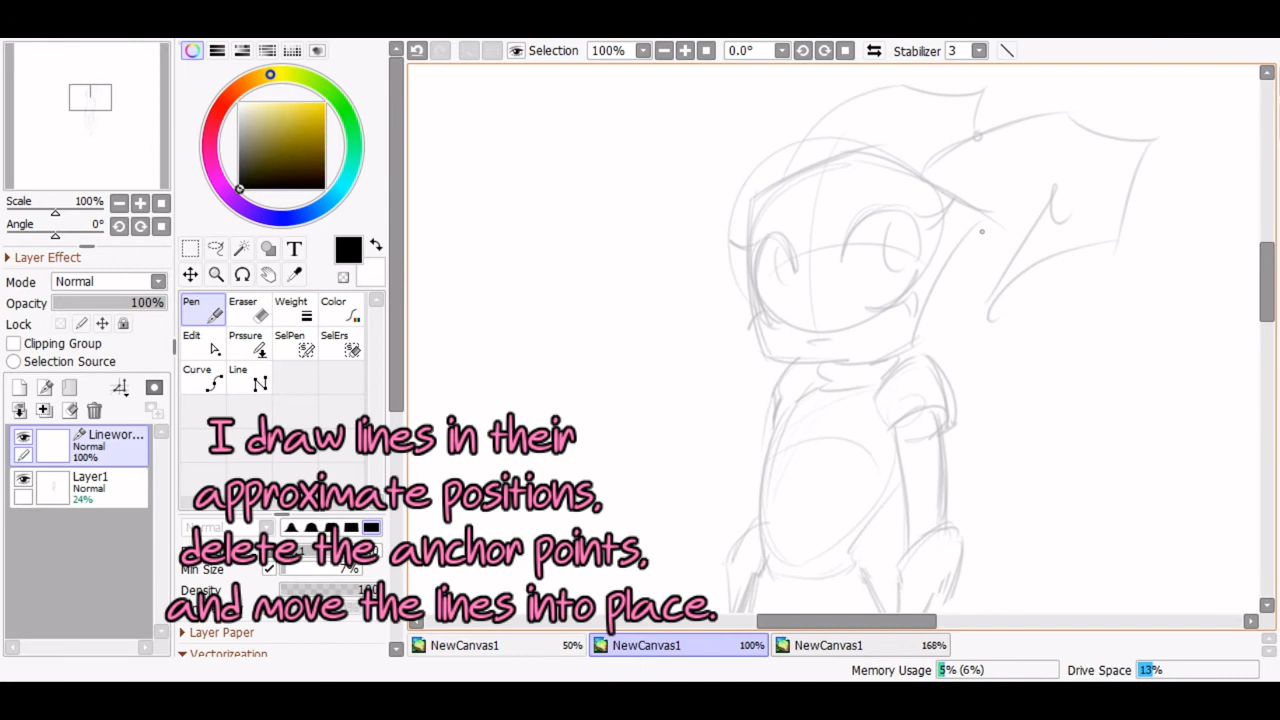 Selection 100% 0.0° Stabilizer 3
Scale 100%
Angle 0°
Layer Effect
Mode Normal
Opacity 100%
Lock
Clipping Group
Selection Source
T
Pen Eraser Weight Color
Edit Prssure SelPen SelErs
Curve Line
Linewor...
Normal
100%
Layer1
Normal
24%
I draw lines in their
approximate positions,
delete the anchor points,
and move the lines into place.
Normal
Min Size 7%
Density
Layer Paper
Vectorization
NewCanvas1 50% NewCanvas1 100% NewCanvas1 168%
Memory Usage 5% (6%) Drive Space 13%